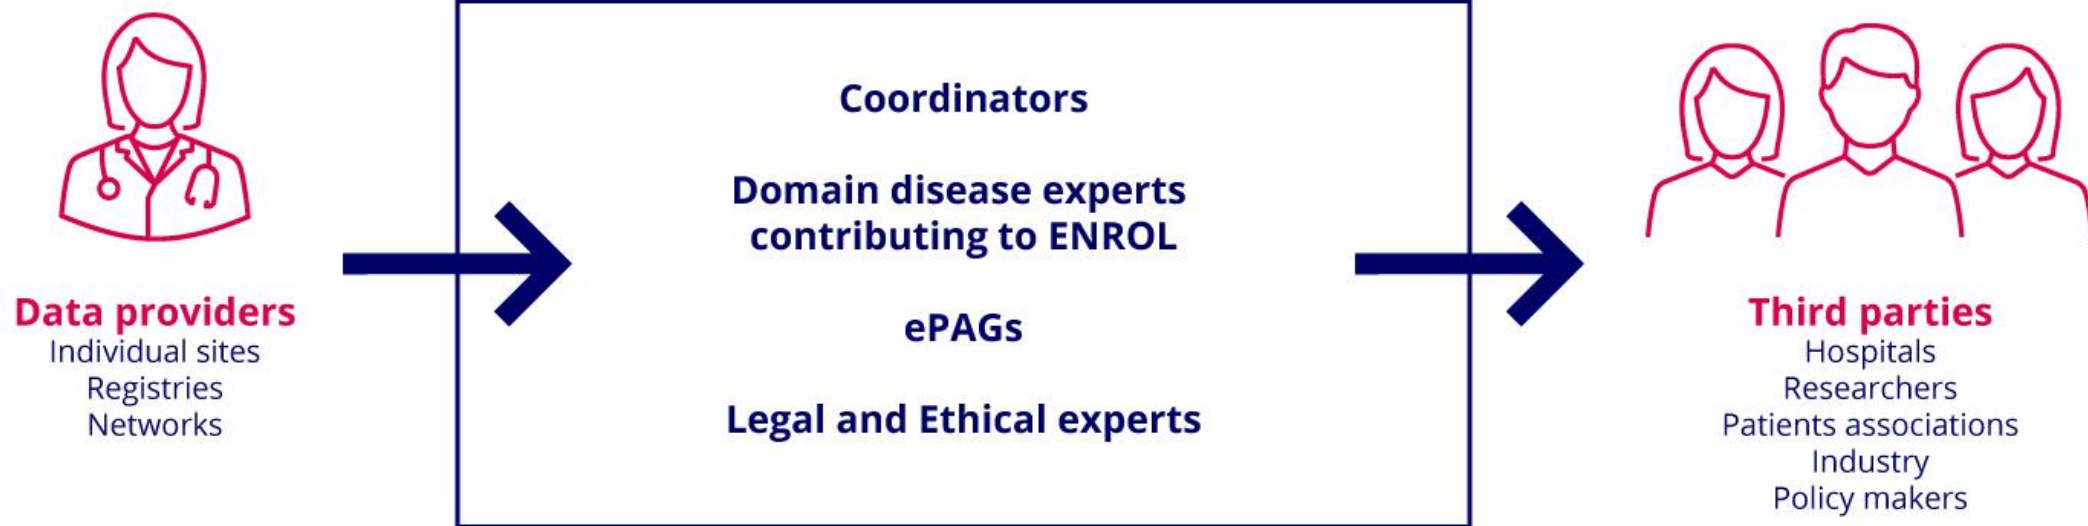 Data providers
Individual sites
Registries
Networks
Coordinators
Domain disease experts
contributing to ENROL
ePAGs
Legal and Ethical experts
Third parties
Hospitals
Researchers
Patients associations
Industry
Policy makers